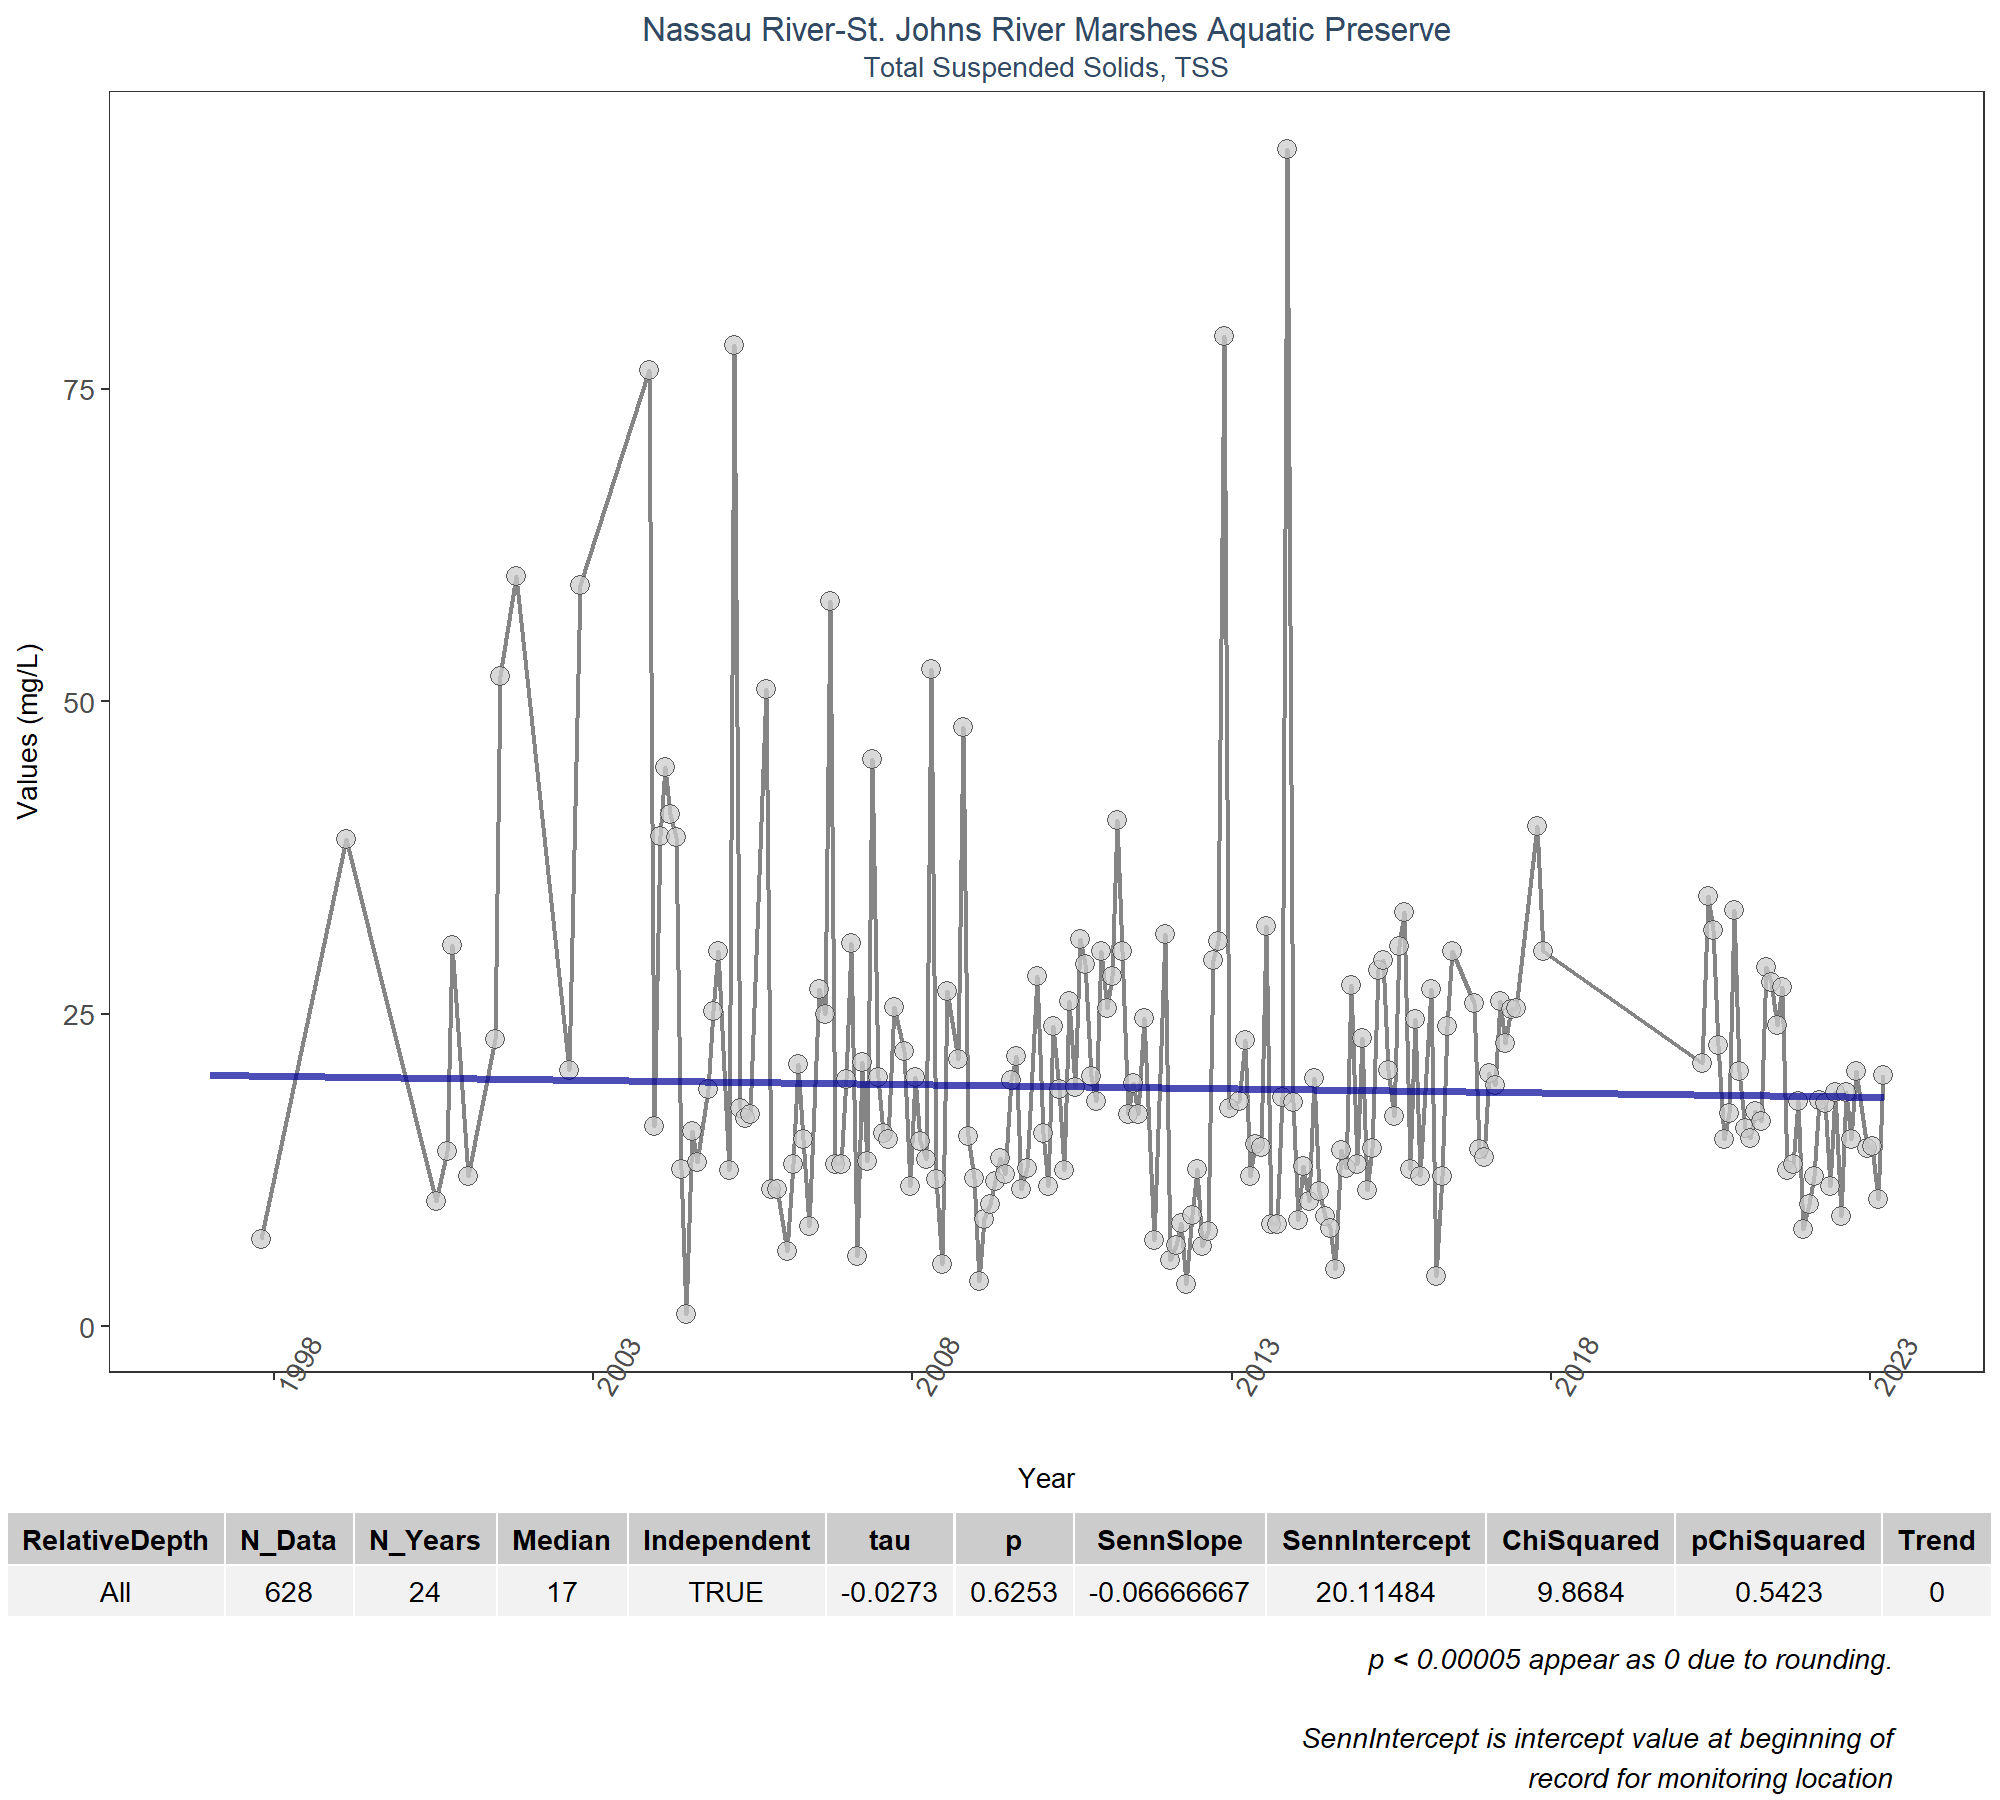 Nassau River-St. Johns River Marshes Aquatic Preserve
Total Suspended Solids, TSS
Values (mg/L)
75
50
25
0
1998 2003 2008 2013 2018 2023
Year
RelativeDepth N_Data N_Years Median Independent tau p SennSlope SennIntercept ChiSquared pChiSquared Trend
All 628 24 17 TRUE -0.0273 0.6253 -0.06666667 20.11484 9.8684 0.5423 0
p < 0.00005 appear as 0 due to rounding.
SennIntercept is intercept value at beginning of
record for monitoring location